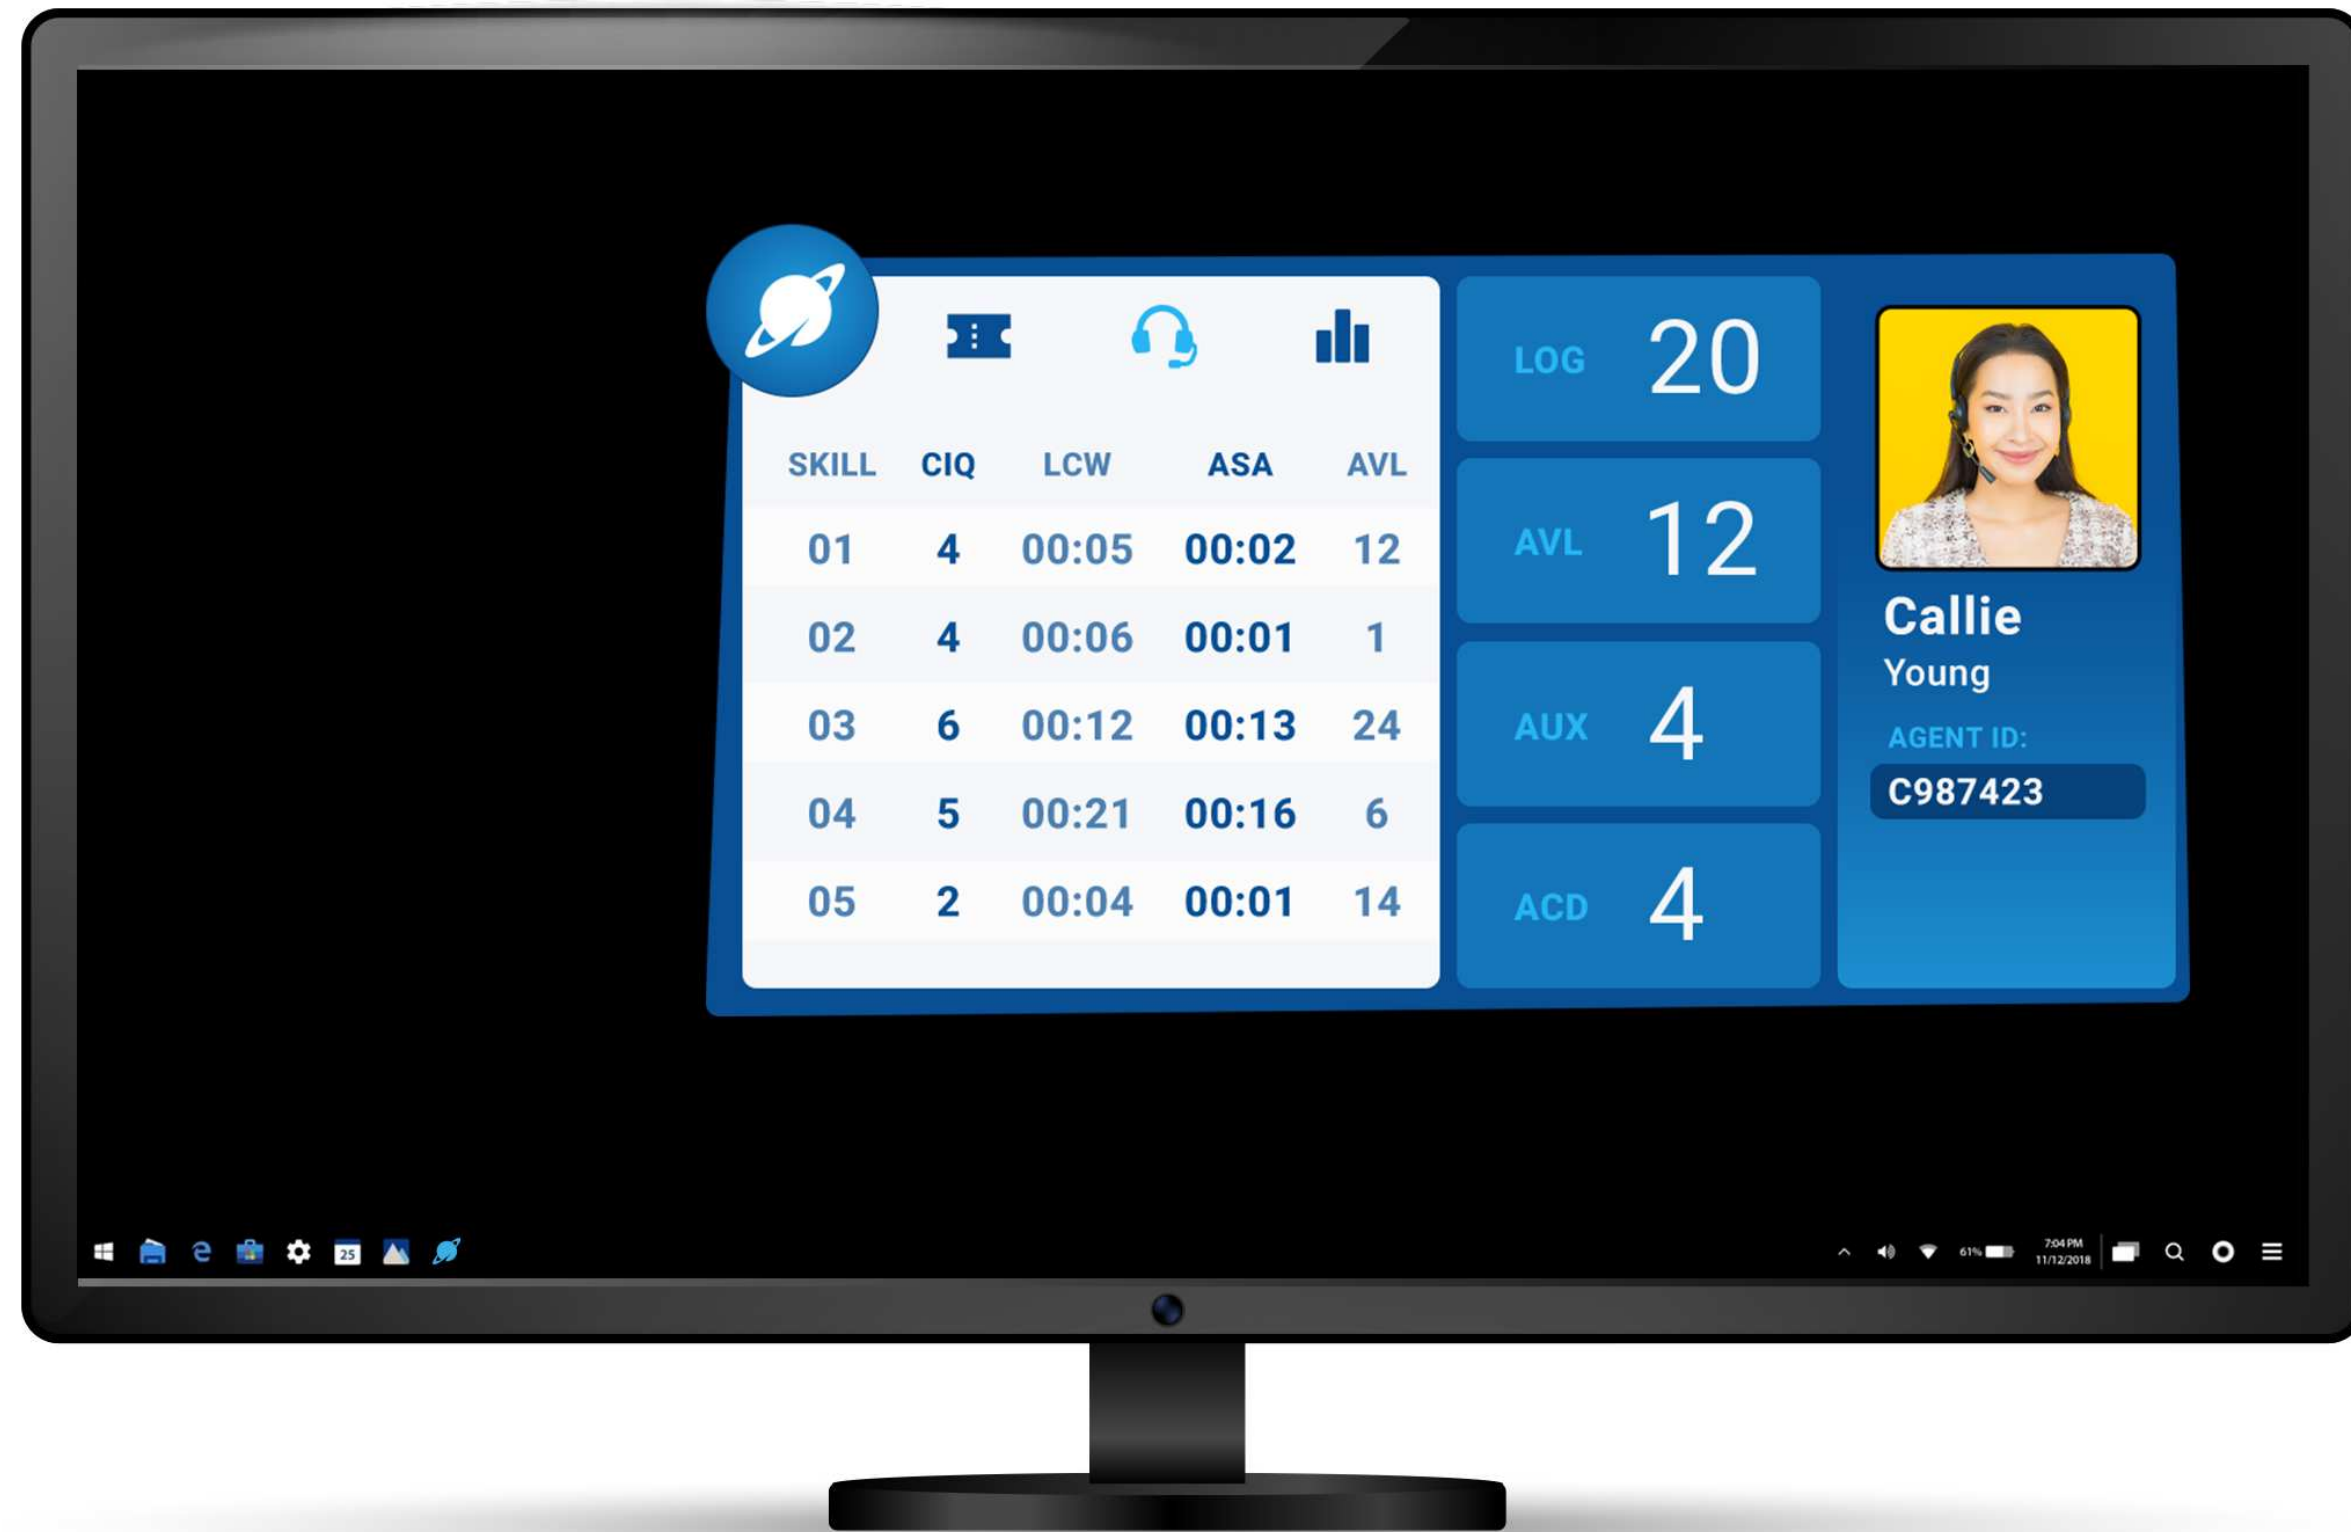 SKILL CIQ LCW ASA AVL
01 4 00:05 00:02 12
02 4 00:06 00:01 1
03 6 00:12 00:13 24
04 5 00:21 00:16 6
05 2 00:04 00:01 14
LOG 20
AVL 12
AUX 4
ACD 4
Callie
Young
AGENT ID:
C987423
25
61%
7:04 PM
11/12/2018